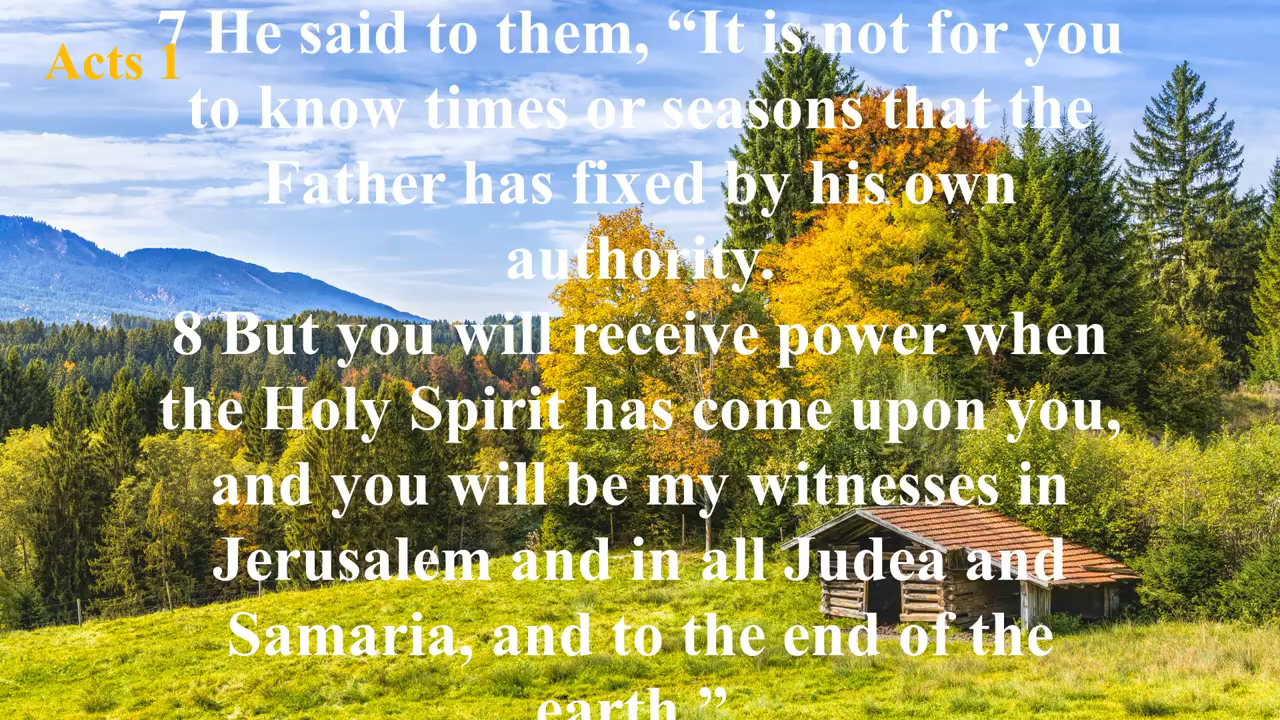 Acts 1
7 He said to them, “It is not for you
to know times or seasons that the
Father has fixed by his own
authority.
8 But you will receive power when
the Holy Spirit has come upon you,
and you will be my witnesses in
Jerusalem and in all Judea and
Samaria, and to the end of the
earth.”